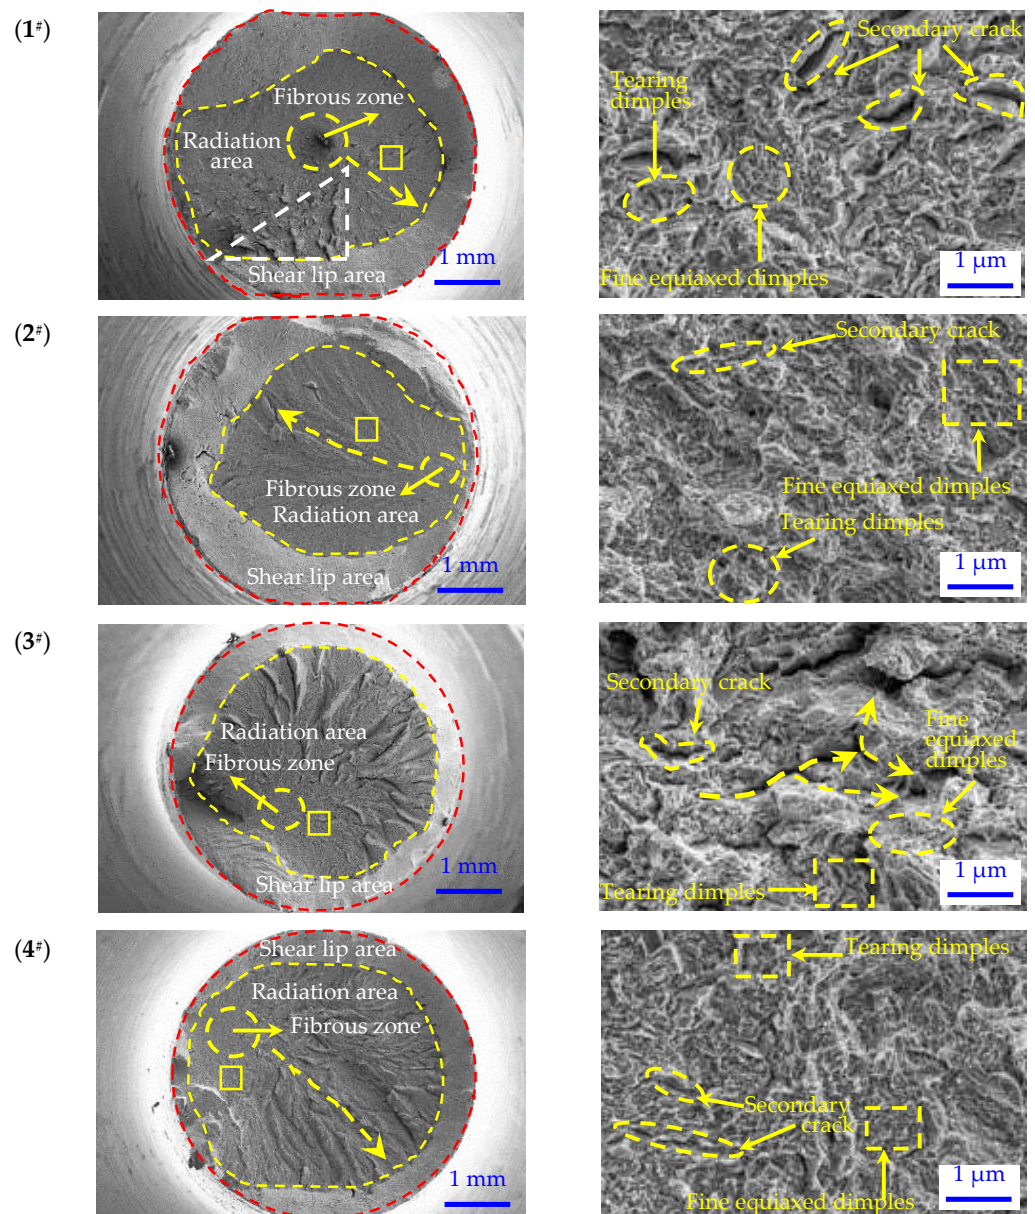 (1#)
Fibrous zone
Radiation
area
Shear lip area
1 mm
Secondary crack
Tearing
dimples
Fine equiaxed dimples
1 μm
(2#)
Fibrous zone
Radiation area
Shear lip area
1 mm
Secondary crack
Fine equiaxed dimples
Tearing dimples
1 μm
(3#)
Radiation area
Fibrous zone
Shear lip area
1 mm
Secondary crack
Fine
equiaxed
dimples
Tearing dimples
1 μm
(4#)
Shear lip area
Radiation area
Fibrous zone
1 mm
Tearing dimples
Secondary
crack
Fine equiaxed dimples
1 μm